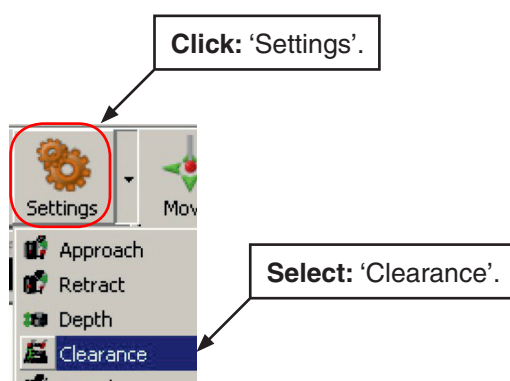 Click: ‘Settings’.
Settings
Mov
Approach
Retract
Select: ‘Clearance’.
Depth
Clearance